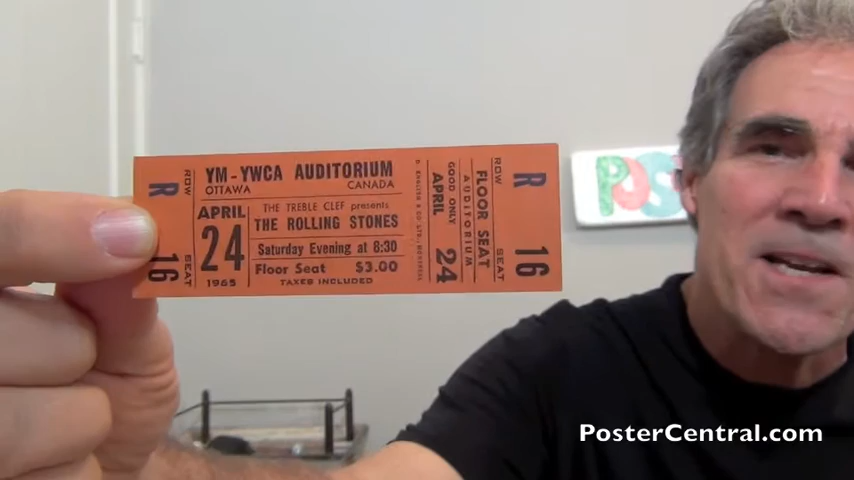 R
ROW
16
SEAT
YM-YWCA AUDITORIUM
OTTAWA CANADA
APRIL
24
1965
THE TREBLE CLEF presents
THE ROLLING STONES
Saturday Evening at 8:30
Floor Seat $3.00
TAXES INCLUDED
GOOD ONLY
APRIL 24
AUDITORIUM
FLOOR SEAT
ROW
R
SEAT
16
POS
PosterCentral.com